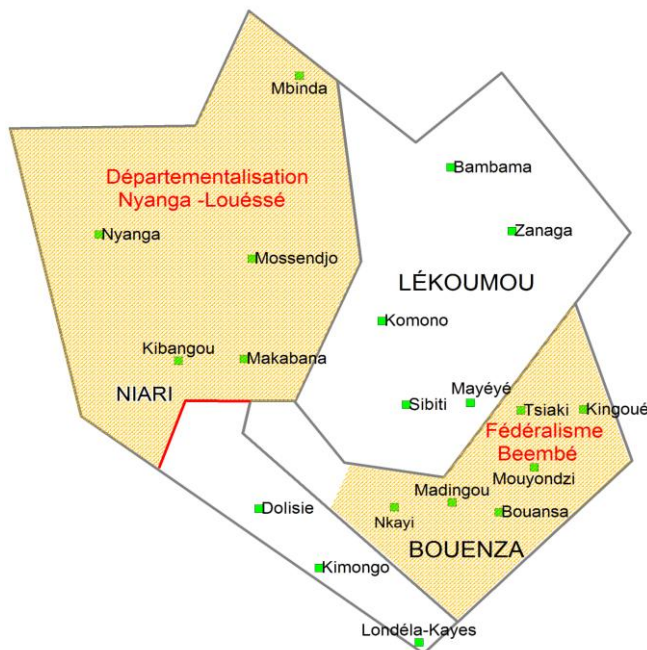 Mbinda
Bambama
Départementalisation
Nyanga -Louéssé
Nyanga
Zanaga
Mossendjo
LÉKOUMOU
Komono
Kibangou
Makabana
NIARI
Mayéyé
Sibiti
Tsiaki
Kingoué
Fédéralisme
Beembé
Mouyondzi
Madingou
Dolisie
Nkayi
Bouansa
BOUENZA
Kimongo
Londéla-Kayes